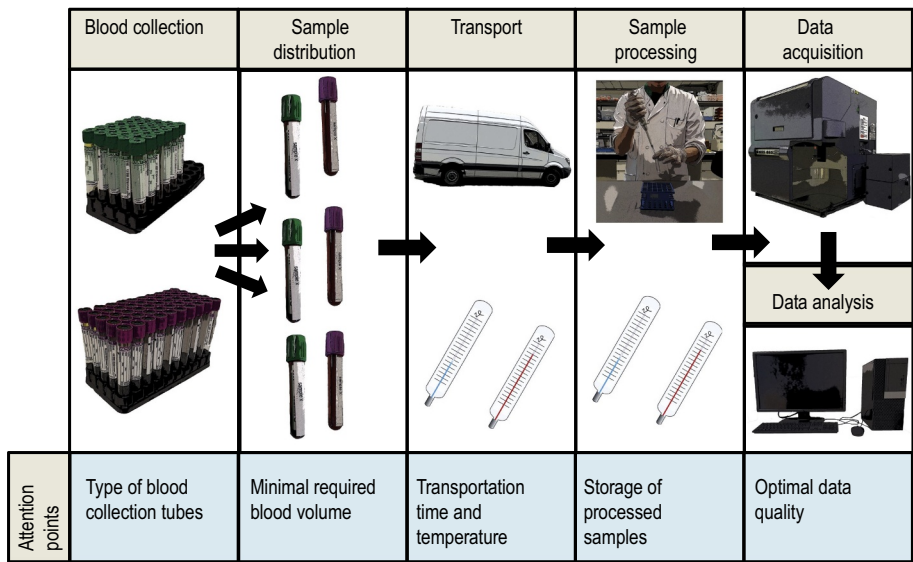 Blood collection
Sample
distribution
Transport
Sample
processing
Data
acquisition
Data analysis
Attention
points
Type of blood
collection tubes
Minimal required
blood volume
Transportation
time and
temperature
Storage of
processed
samples
Optimal data
quality